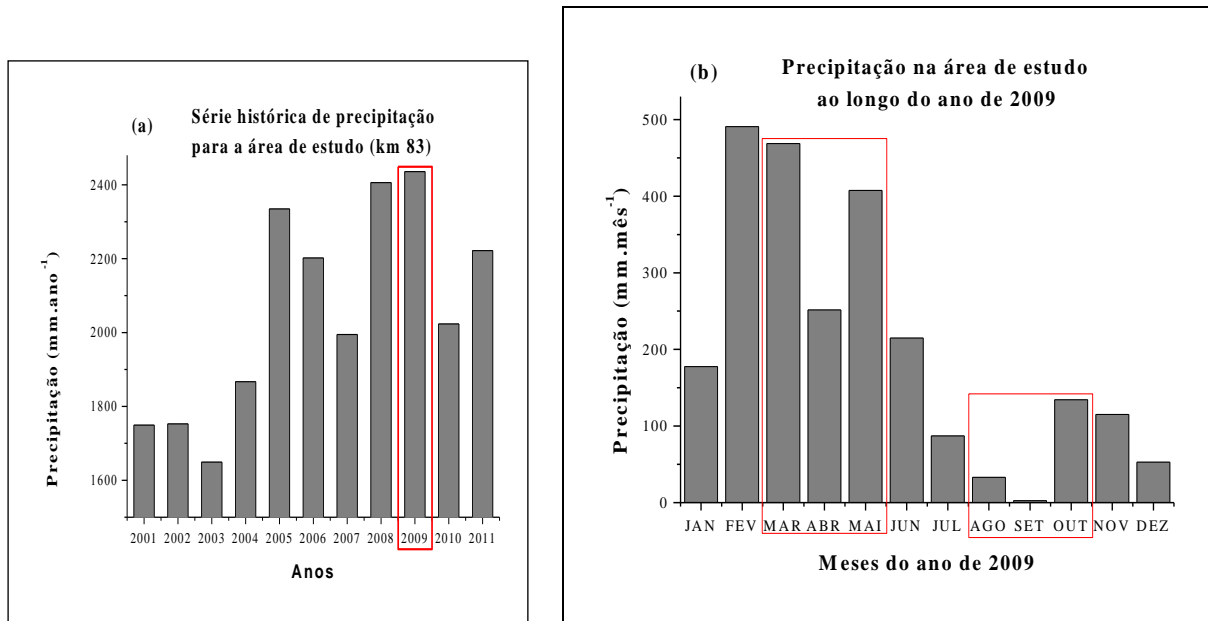 (a)
Série histórica de precipitação
para a área de estudo (km 83)
Precipitação (mm.ano⁻¹)
2400
2200
2000
1800
1600
2001 2002 2003 2004 2005 2006 2007 2008 2009 2010 2011
Anos
(b)
Precipitação na área de estudo
ao longo do ano de 2009
Precipitação (mm.mês⁻¹)
500
400
300
200
100
0
JAN FEV MAR ABR MAI JUN JUL AGO SET OUT NOV DEZ
Meses do ano de 2009